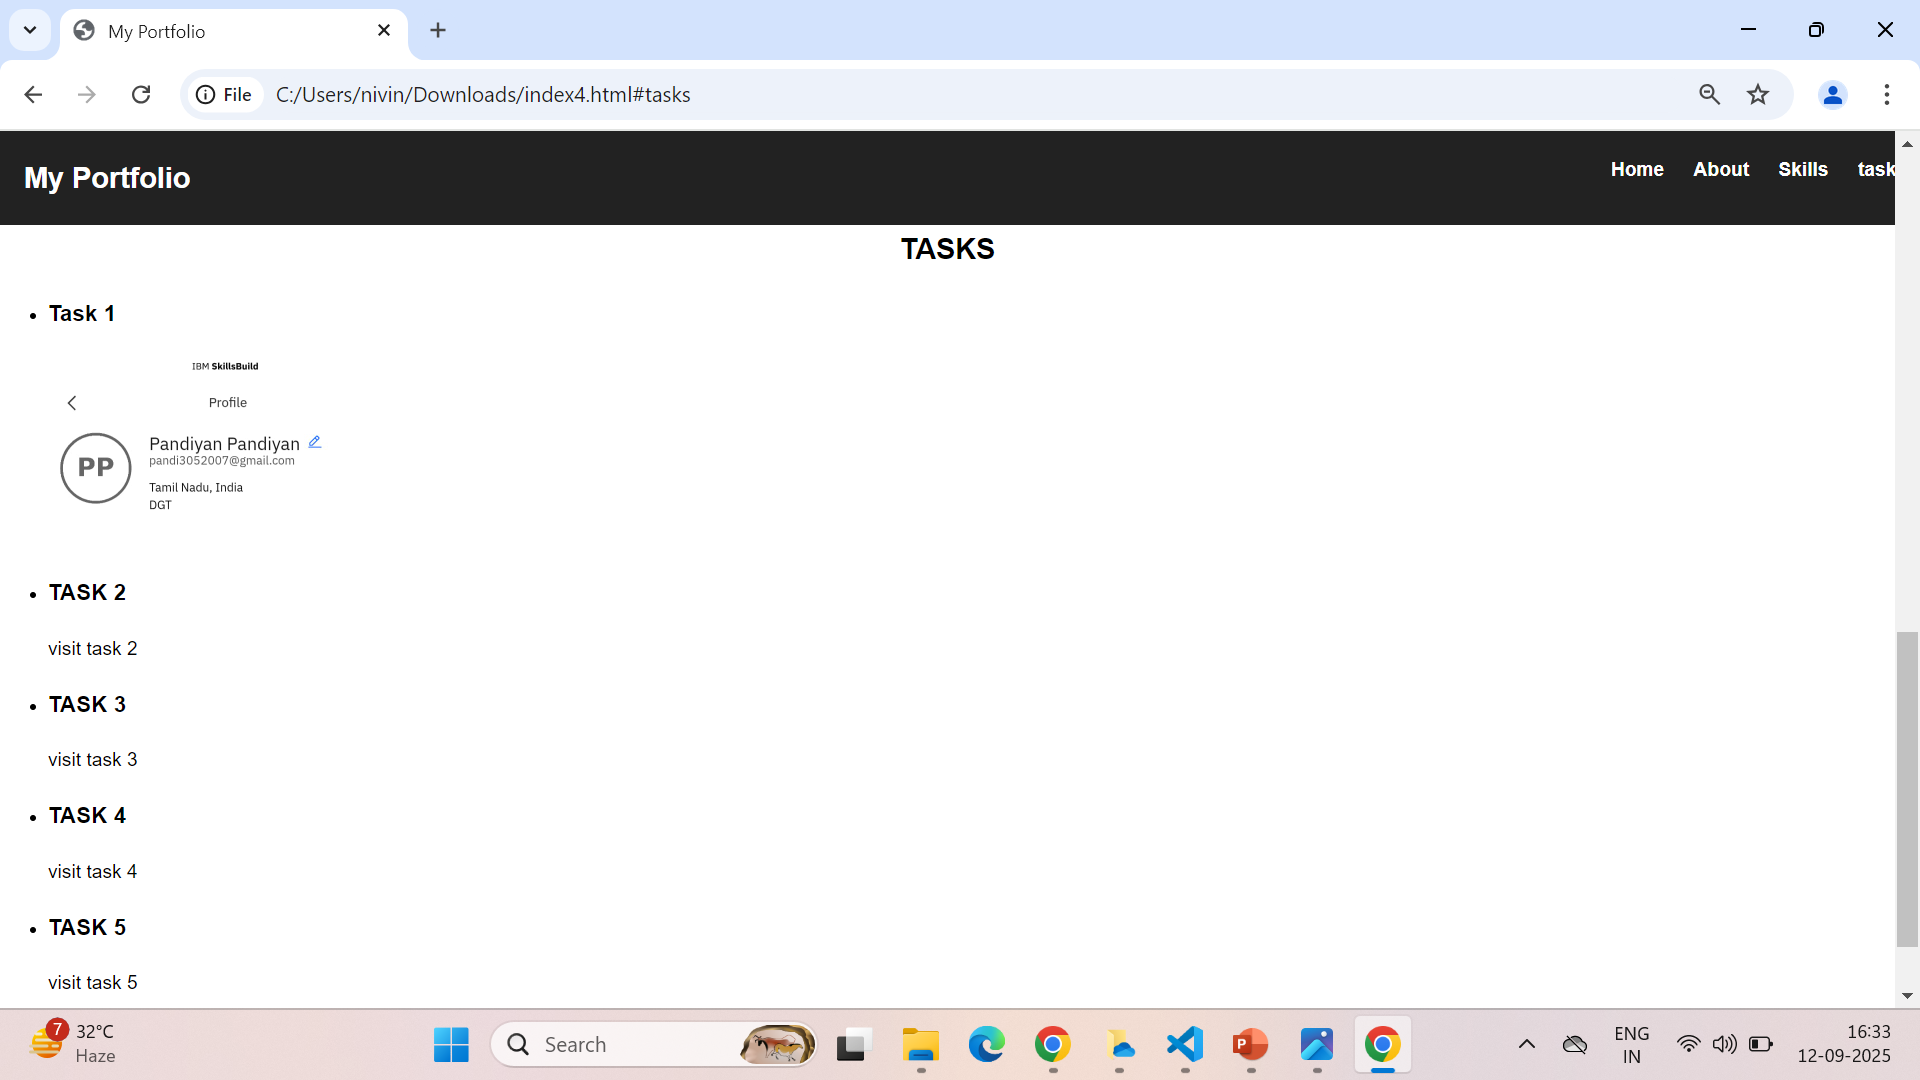 My Portfolio
File
C:/Users/nivin/Downloads/index4.html#tasks
My Portfolio
Home About Skills task
TASKS
Task 1
IBM SkillsBuild
Profile
PP
Pandiyan Pandiyan
pandi3052007@gmail.com
Tamil Nadu, India
DGT
TASK 2
visit task 2
TASK 3
visit task 3
TASK 4
visit task 4
TASK 5
visit task 5
7
32°C
Haze
Search
P
ENG
IN
16:33
12-09-2025